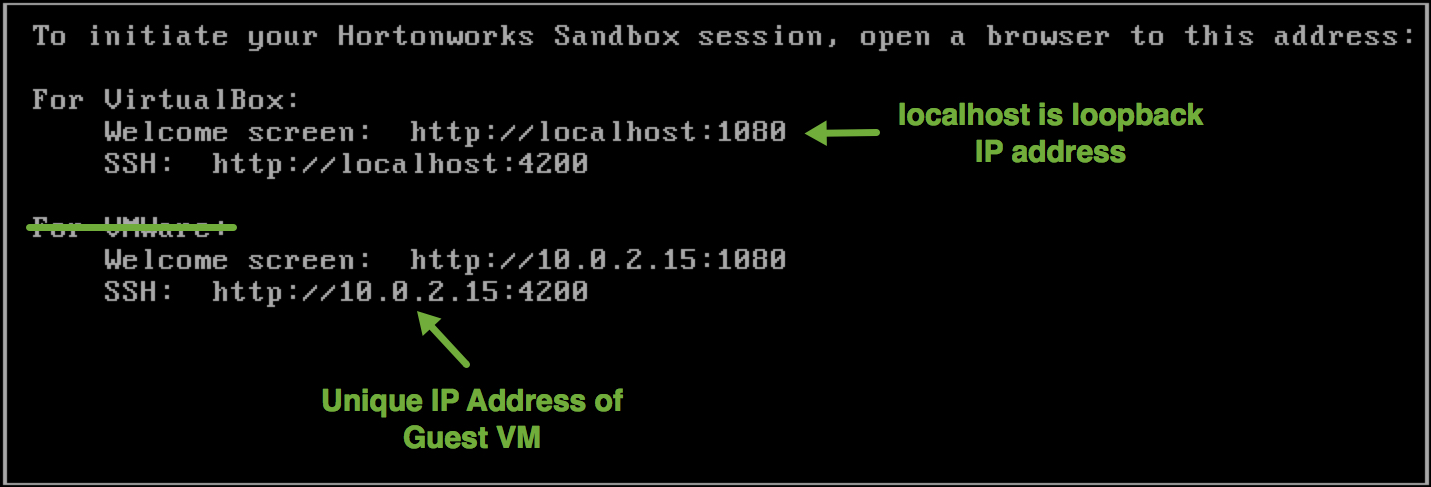 To initiate your Hortonworks Sandbox session, open a browser to this address:
For VirtualBox:
Welcome screen: http://localhost:1080
localhost is loopback
IP address
SSH: http://localhost:4200
For VMWare:
Welcome screen: http://10.0.2.15:1080
SSH: http://10.0.2.15:4200
Unique IP Address of
Guest VM